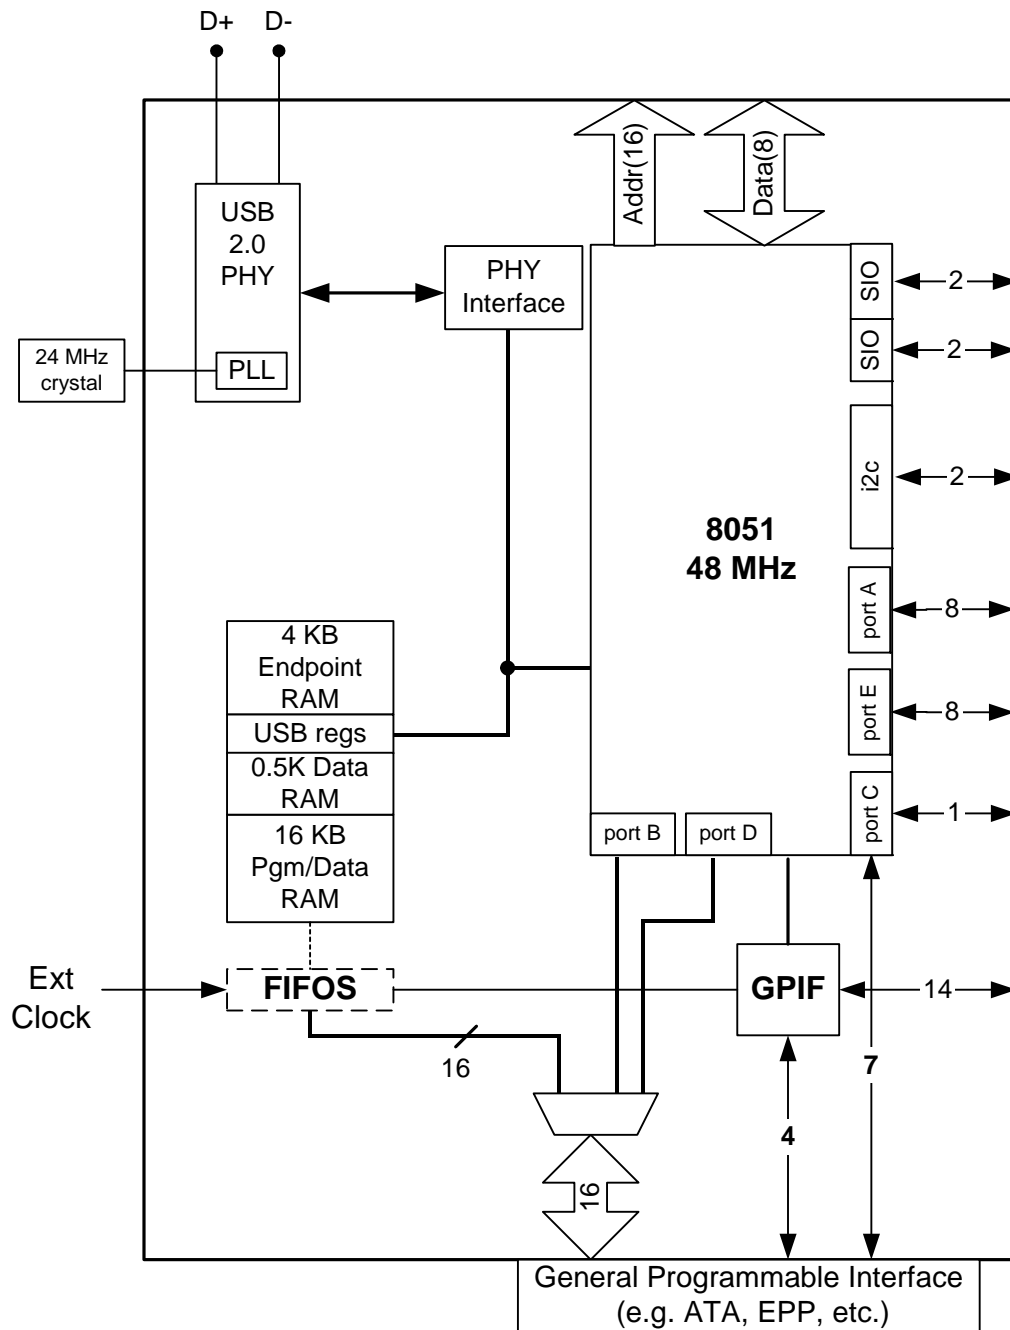 D+ D-
USB
2.0
PHY
PLL
24 MHz
crystal
PHY
Interface
Addr(16)
Data(8)
SIO
2
SIO
2
i2c
2
8051
48 MHz
port A
8
port E
8
port C
1
port B
port D
4 KB
Endpoint
RAM
USB regs
0.5K Data
RAM
16 KB
Pgm/Data
RAM
Ext
Clock
FIFOS
GPIF
14
16
7
4
16
General Programmable Interface
(e.g. ATA, EPP, etc.)